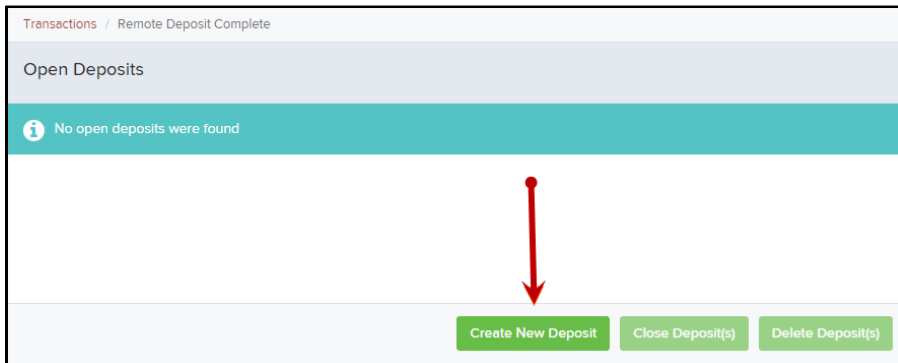 Transactions / Remote Deposit Complete
Open Deposits
No open deposits were found
Create New Deposit Close Deposit(s) Delete Deposit(s)